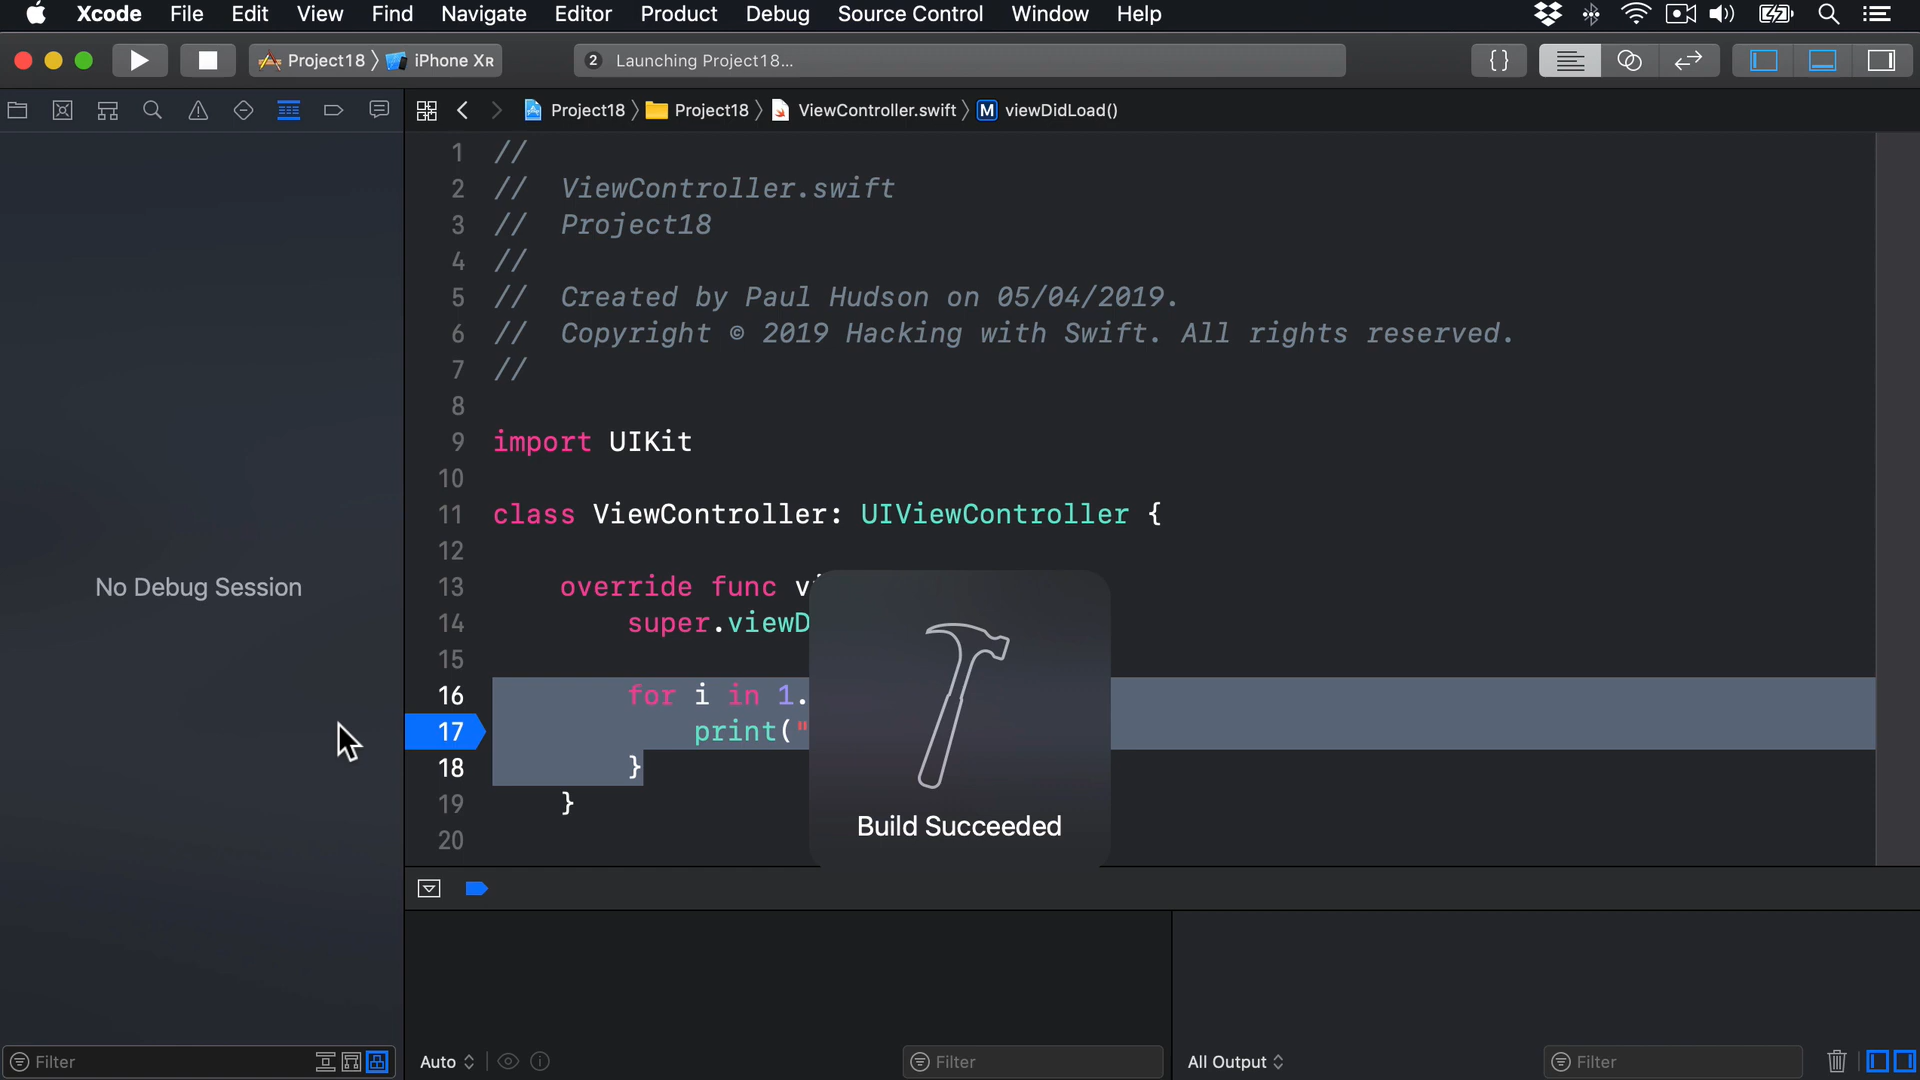 Xcode File Edit View Find Navigate Editor Product Debug Source Control Window Help
Project18 iPhone XR 2 Launching Project18... {}
Project18 Project18 ViewController.swift M viewDidLoad()
1 //
2 // ViewController.swift
3 // Project18
4 //
5 // Created by Paul Hudson on 05/04/2019.
6 // Copyright © 2019 Hacking with Swift. All rights reserved.
7 //
8
9 import UIKit
10
11 class ViewController: UIViewController {
12
13 override func vi
14 super.viewD
15
16 for i in 1.
17 print("
18 }
19 }
20
No Debug Session
Build Succeeded
Filter
Auto
Filter
All Output
Filter